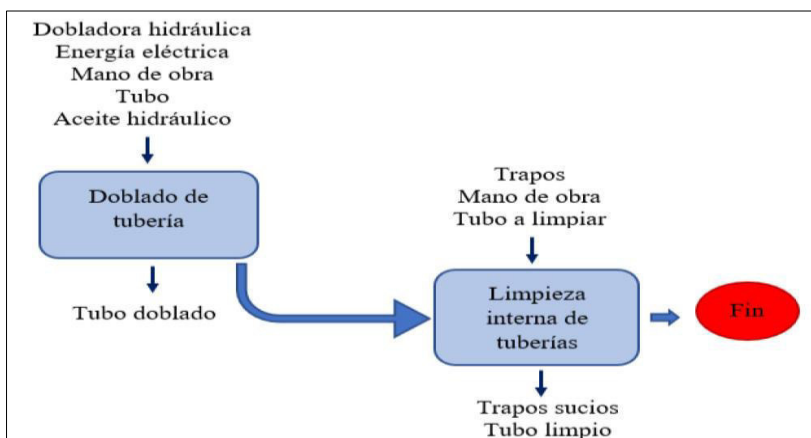 Dobladora hidráulica
Energía eléctrica
Mano de obra
Tubo
Aceite hidráulico
Doblado de
tubería
Tubo doblado
Trapos
Mano de obra
Tubo a limpiar
Limpieza
interna de
tuberías
Fin
Trapos sucios
Tubo limpio